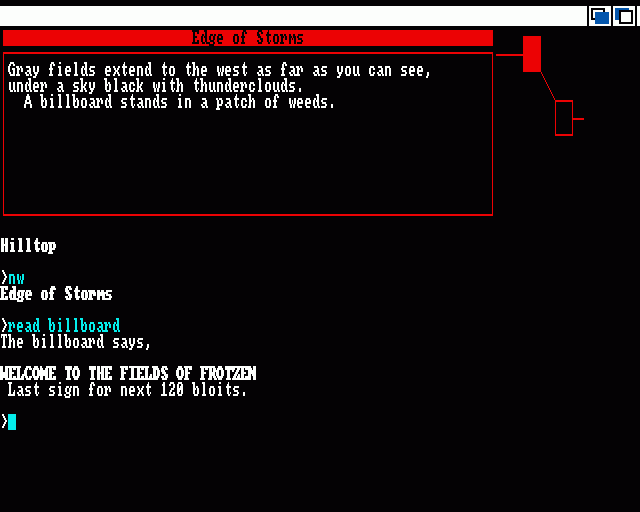 Edge of Storms
Gray fields extend to the west as far as you can see,
under a sky black with thunderclouds.
A billboard stands in a patch of weeds.
Hilltop
>nw
Edge of Storms
>read billboard
The billboard says,
WELCOME TO THE FIELDS OF FROTZEN
Last sign for next 120 bloits.
>